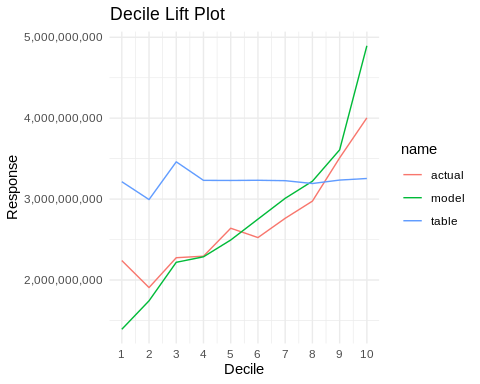 Decile Lift Plot
5,000,000,000
4,000,000,000
3,000,000,000
2,000,000,000
Response
1 2 3 4 5 6 7 8 9 10
Decile
name
actual
model
table